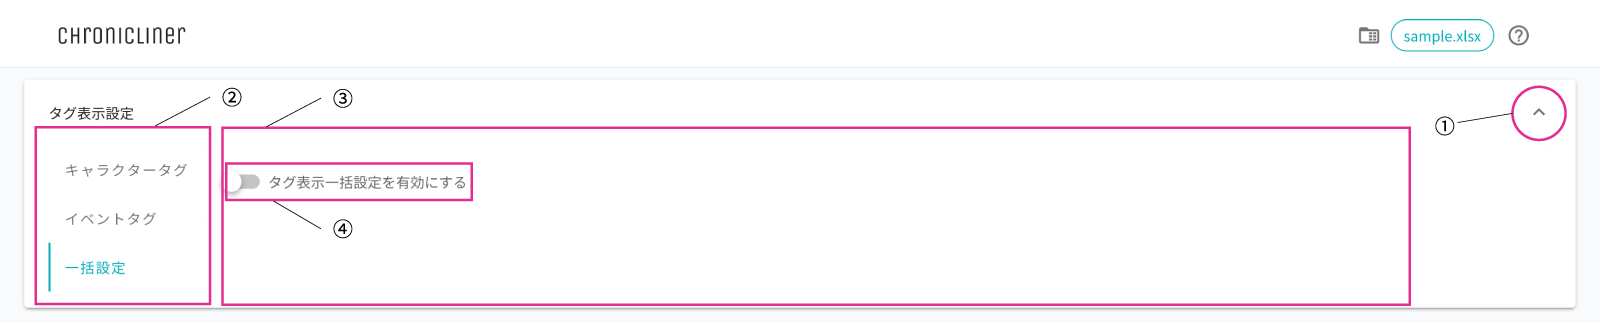 CHRONICLINER
sample.xlsx
タグ表示設定
②
③
①
キャラクタータグ
タグ表示一括設定を有効にする
イベントタグ
④
一括設定